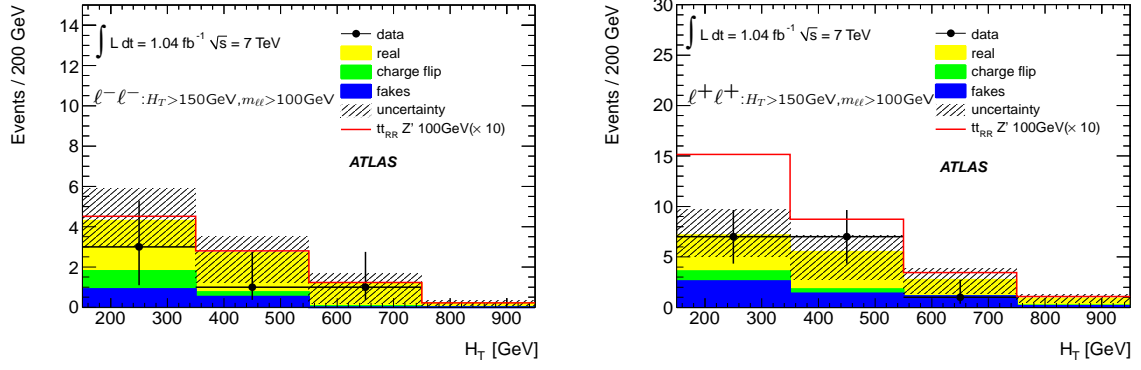 Events / 200 GeV
14
12
10
8
6
4
2
0
∫ L dt = 1.04 fb⁻¹ √s = 7 TeV
ℓ⁻ℓ⁻: H_T>150GeV, m_ℓℓ>100GeV
data
real
charge flip
fakes
uncertainty
tt_RR Z' 100GeV(× 10)
ATLAS
200 300 400 500 600 700 800 900
H_T [GeV]
Events / 200 GeV
30
25
20
15
10
5
0
∫ L dt = 1.04 fb⁻¹ √s = 7 TeV
ℓ⁺ℓ⁺: H_T>150GeV, m_ℓℓ>100GeV
data
real
charge flip
fakes
uncertainty
tt_RR Z' 100GeV(× 10)
ATLAS
200 300 400 500 600 700 800 900
H_T [GeV]